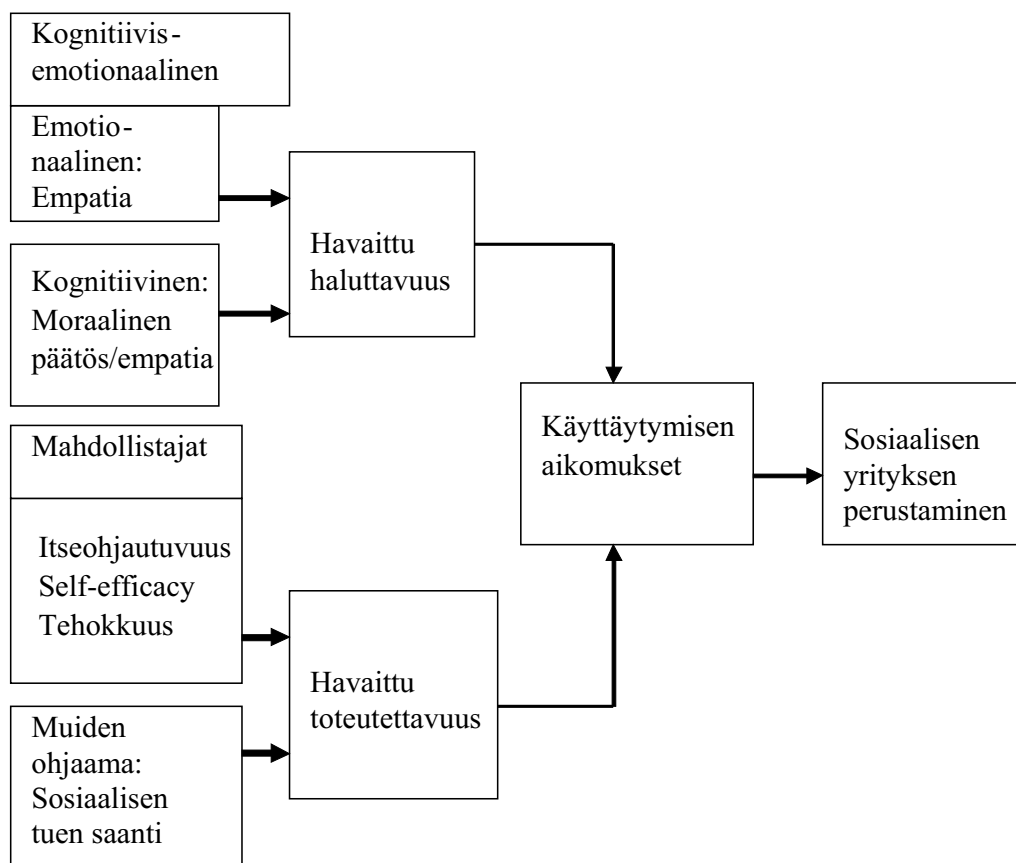 Kognitiivis-
emotionaalinen
Emotio-
naalinen:
Empatia
Kognitiivinen:
Moraalinen
päätös/empatia
Havaittu
haluttavuus
Mahdollistajat
Itseohjautuvuus
Self-efficacy
Tehokkuus
Muiden
ohjaama:
Sosiaalisen
tuen saanti
Havaittu
toteutettavuus
Käyttäytymisen
aikomukset
Sosiaalisen
yrityksen
perustaminen